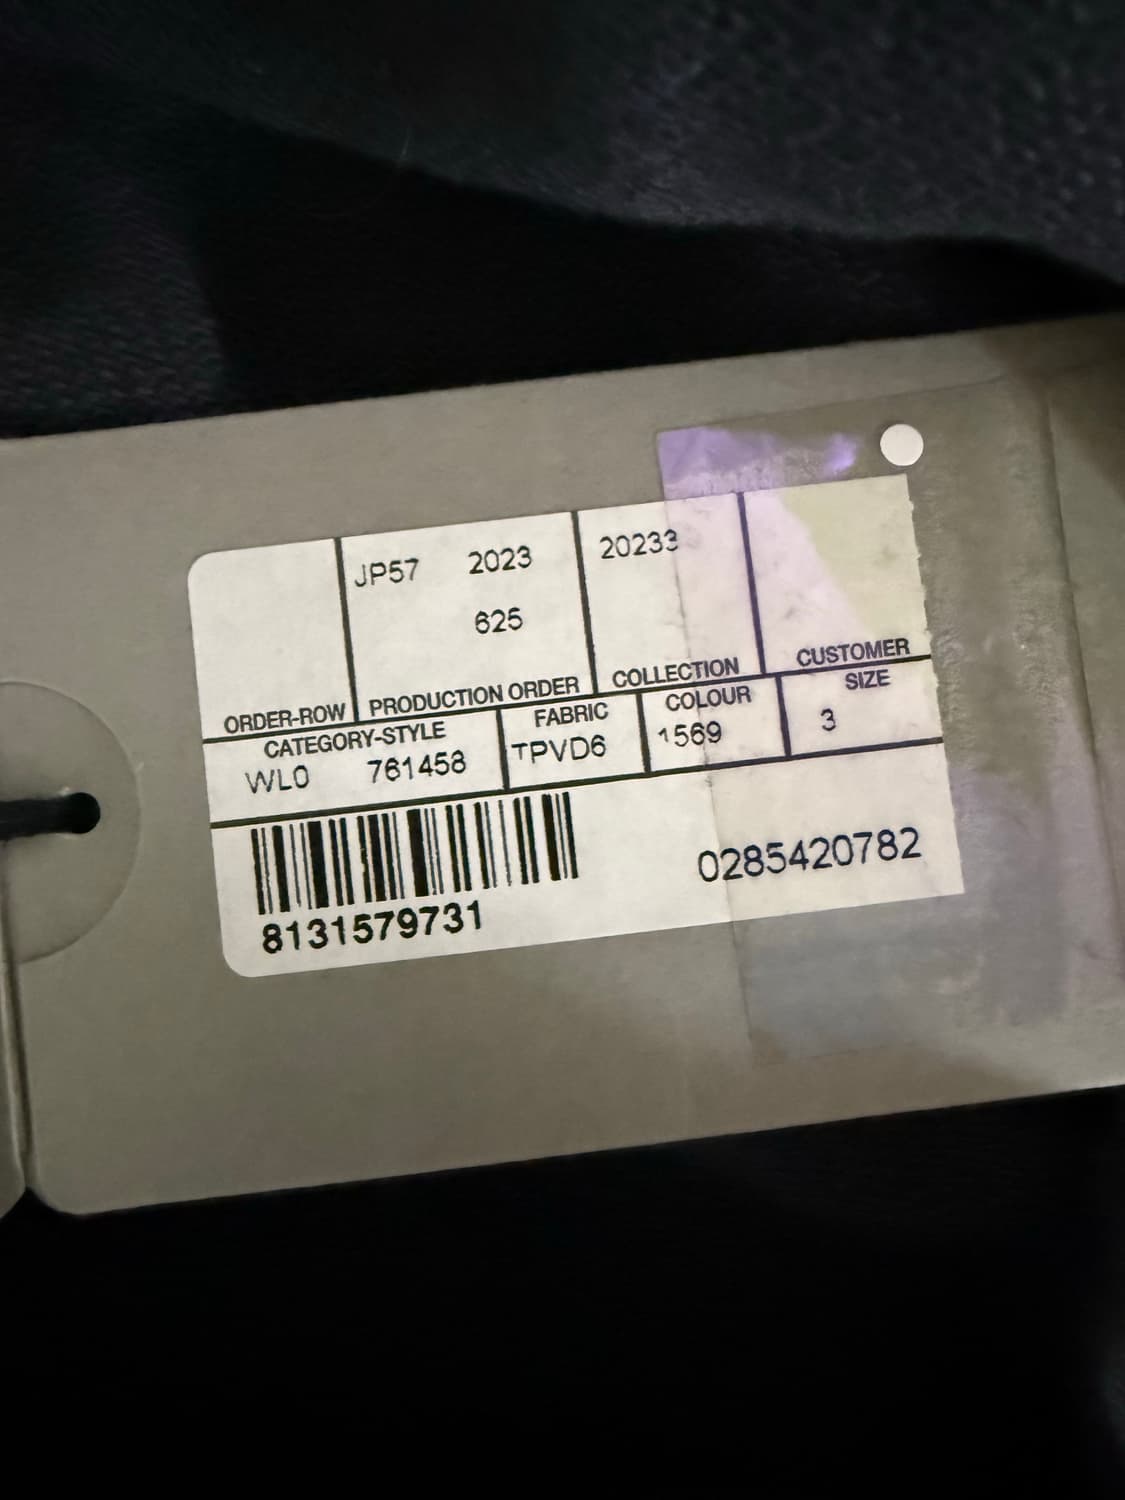 JP57 2023 20233
625
ORDER-ROW PRODUCTION ORDER COLLECTION CUSTOMER
CATEGORY-STYLE FABRIC COLOUR SIZE
WL0 761458 TPVD6 1569 3
0285420782
8131579731